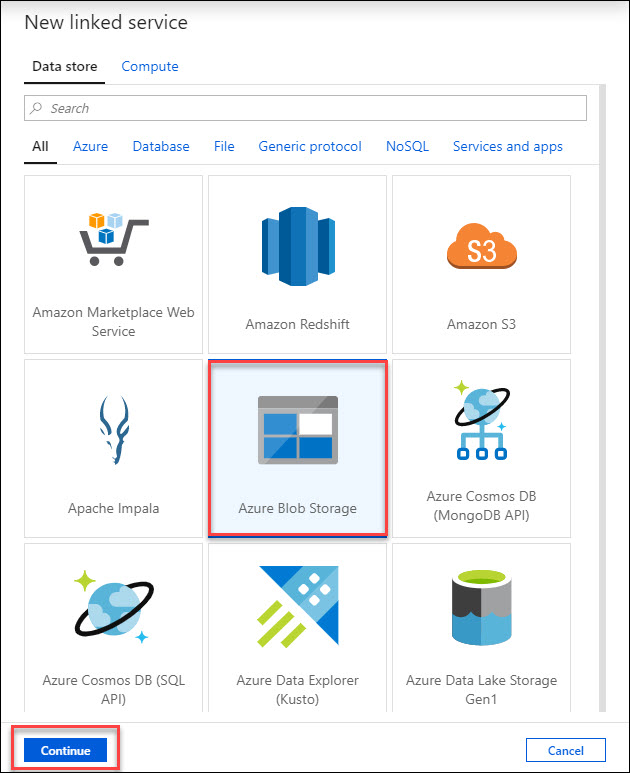 New linked service
Data store Compute
Search
All Azure Database File Generic protocol NoSQL Services and apps
S3
Amazon Marketplace Web
Service
Amazon Redshift
Amazon S3
Apache Impala
Azure Blob Storage
Azure Cosmos DB
(MongoDB API)
Azure Cosmos DB (SQL
API)
Azure Data Explorer
(Kusto)
Azure Data Lake Storage
Gen1
Continue Cancel